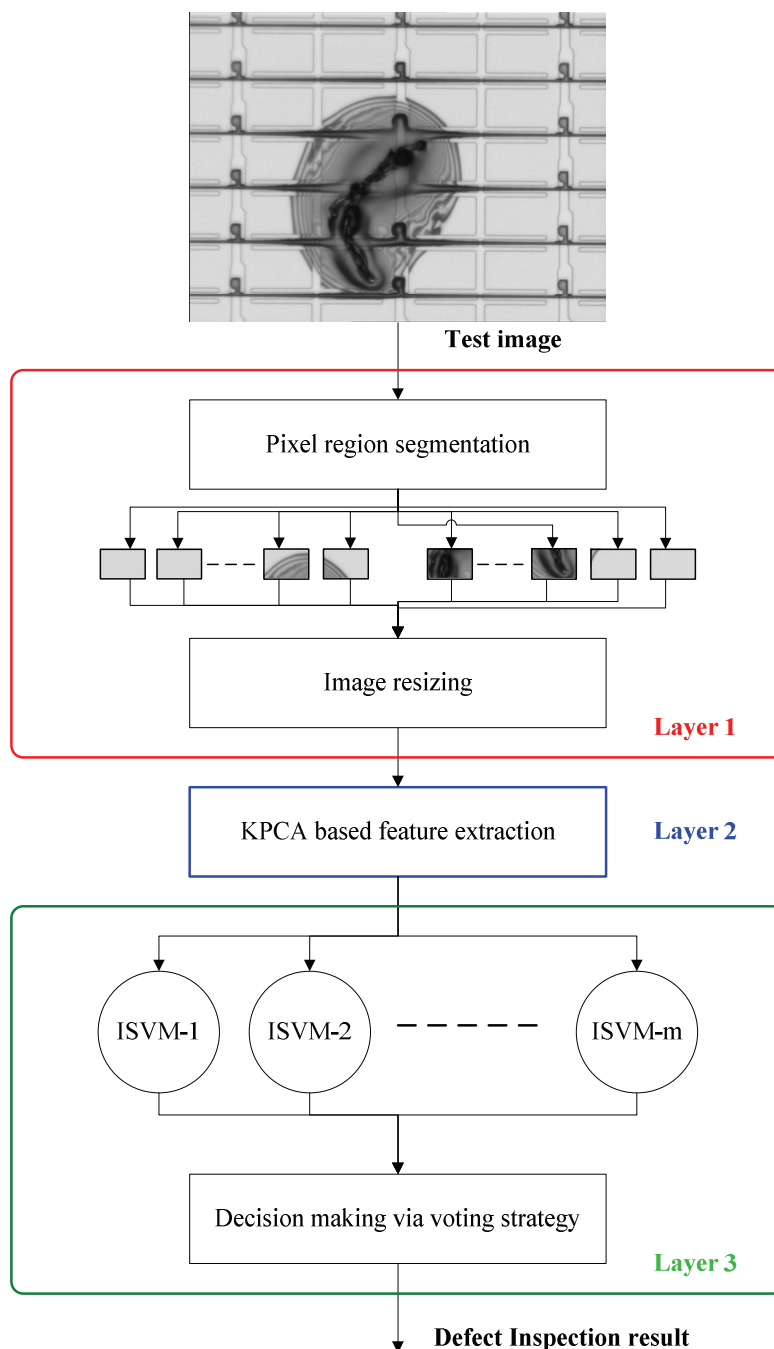 Test image
Pixel region segmentation
Image resizing
Layer 1
KPCA based feature extraction
Layer 2
ISVM-1
ISVM-2
ISVM-m
Decision making via voting strategy
Layer 3
Defect Inspection result